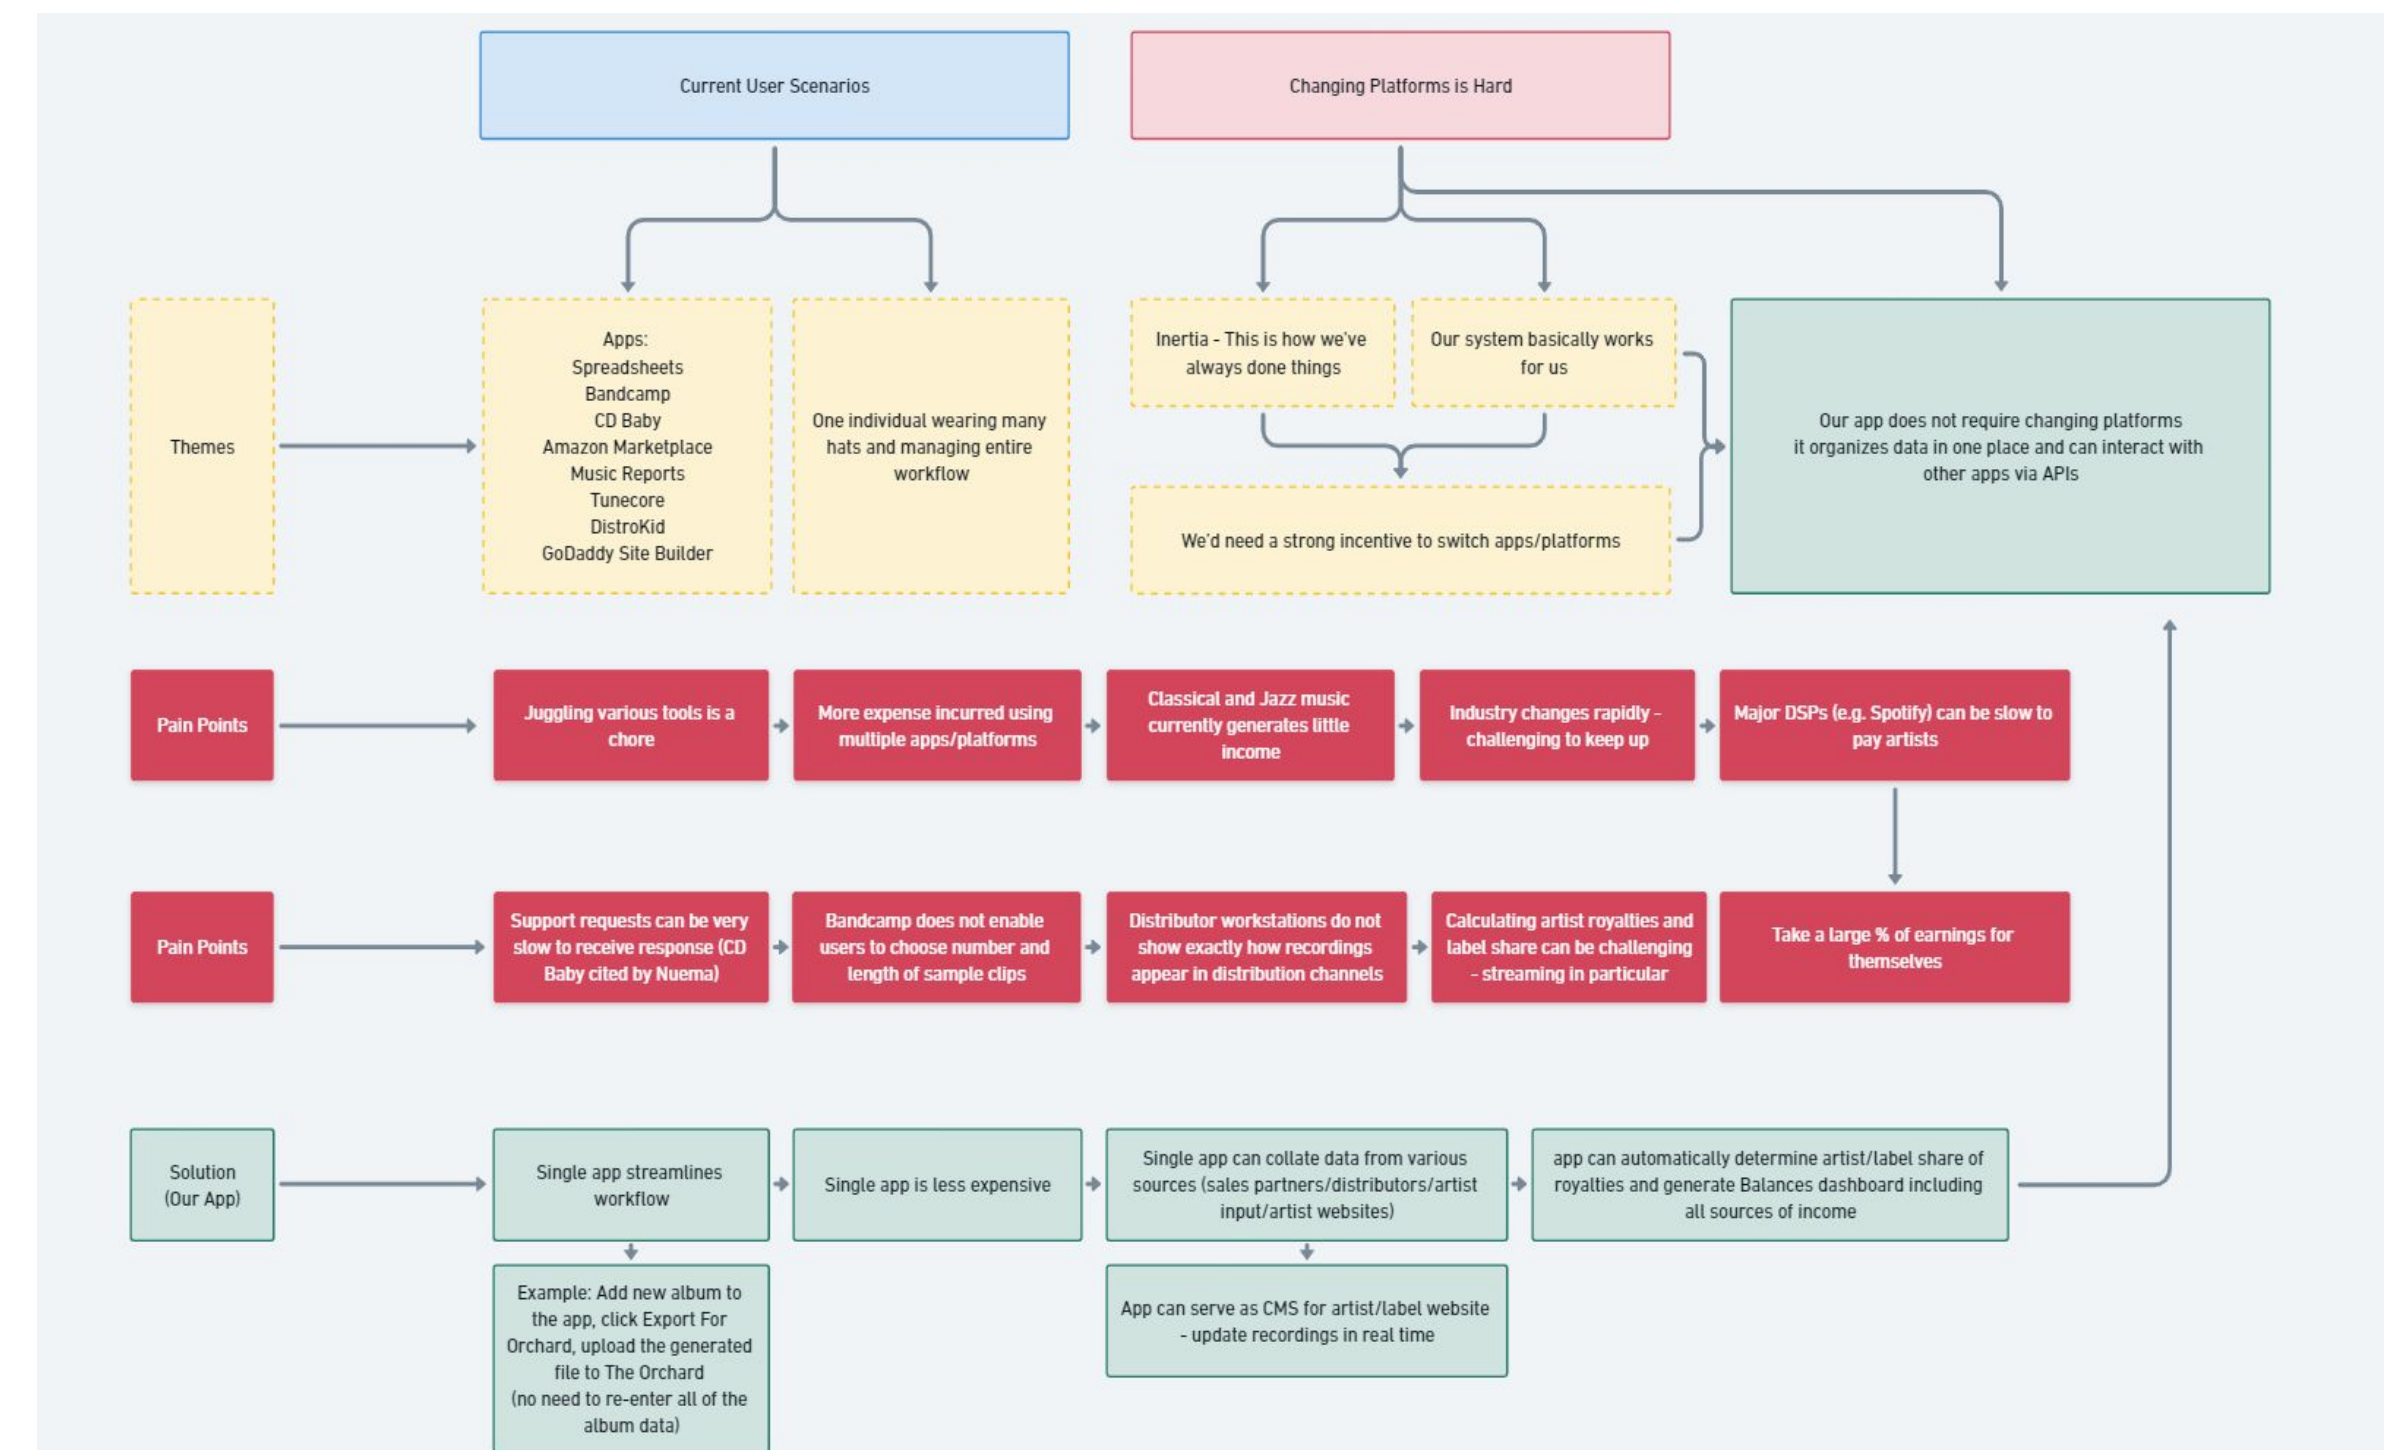 Current User Scenarios
Changing Platforms is Hard
Themes
Apps:
Spreadsheets
Bandcamp
CD Baby
Amazon Marketplace
Music Reports
Tunecore
DistroKid
GoDaddy Site Builder
One individual wearing many
hats and managing entire
workflow
Inertia - This is how we've
always done things
Our system basically works
for us
We'd need a strong incentive to switch apps/platforms
Our app does not require changing platforms
it organizes data in one place and can interact with
other apps via APIs
Pain Points
Juggling various tools is a
chore
More expense incurred using
multiple apps/platforms
Classical and Jazz music
currently generates little
income
Industry changes rapidly -
challenging to keep up
Major DSPs (e.g. Spotify) can be slow to
pay artists
Pain Points
Support requests can be very
slow to receive response (CD
Baby cited by Nuema)
Bandcamp does not enable
users to choose number and
length of sample clips
Distributor workstations do not
show exactly how recordings
appear in distribution channels
Calculating artist royalties and
label share can be challenging
- streaming in particular
Take a large % of earnings for
themselves
Solution
(Our App)
Single app streamlines
workflow
Single app is less expensive
Single app can collate data from various
sources (sales partners/distributors/artist
input/artist websites)
app can automatically determine artist/label share of
royalties and generate Balances dashboard including
all sources of income
Example: Add new album to
the app, click Export For
Orchard, upload the generated
file to The Orchard
(no need to re-enter all of the
album data)
App can serve as CMS for artist/label website
- update recordings in real time